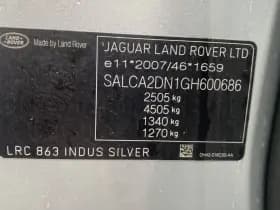 LAND ROVER
Made by Land Rover
JAGUAR LAND ROVER LTD
e11*2007/46*1659
SALCA2DN1GH600686
2505 kg
4505 kg
1340 kg
1270 kg
LRC 863 INDUS SILVER